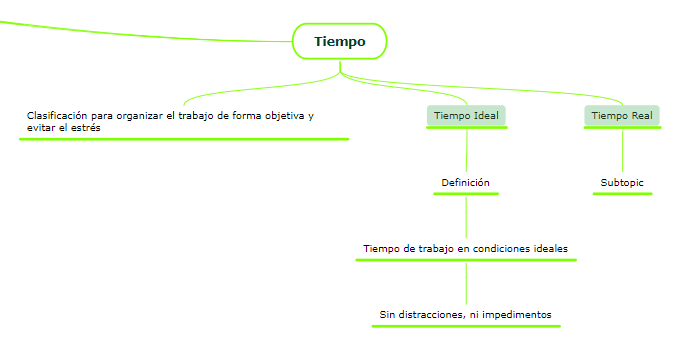 Tiempo
Clasificación para organizar el trabajo de forma objetiva y
evitar el estrés
Tiempo Ideal
Tiempo Real
Definición
Subtopic
Tiempo de trabajo en condiciones ideales
Sin distracciones, ni impedimentos